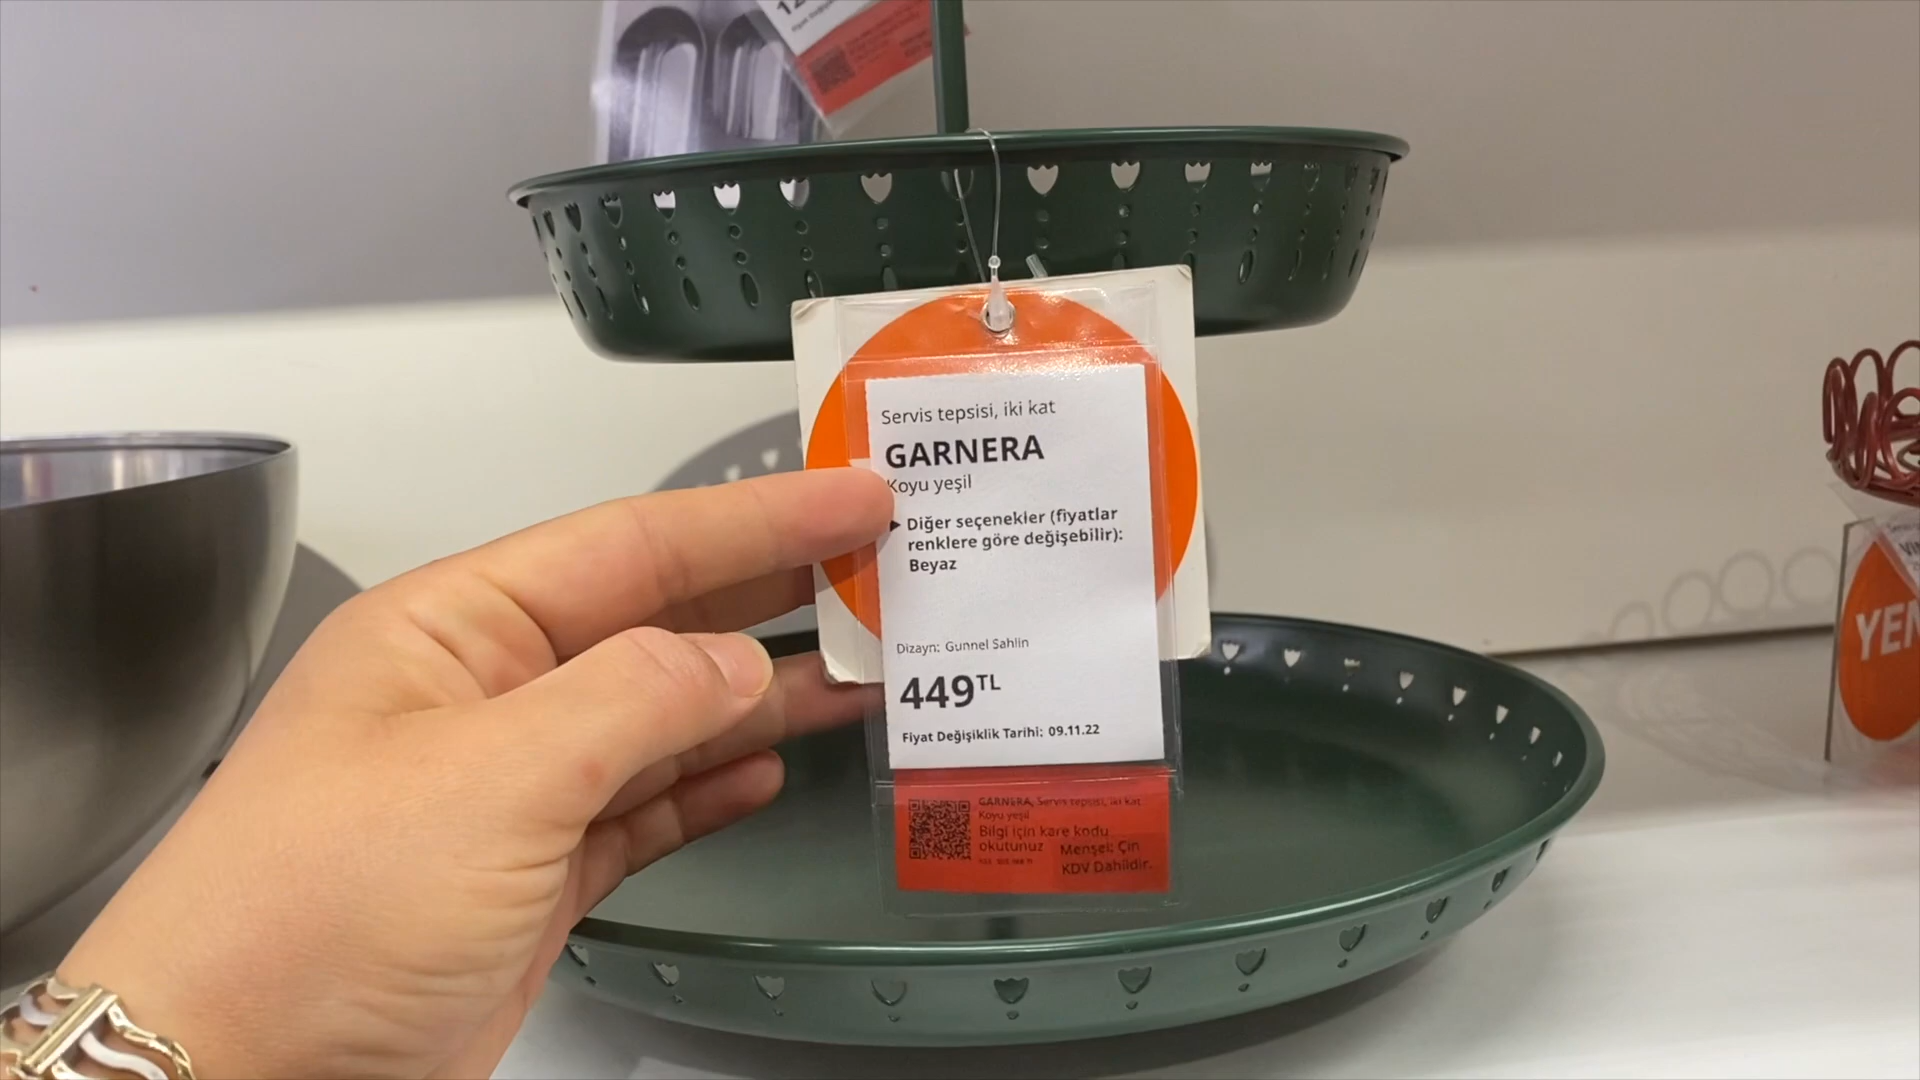 Servis tepsisi, iki kat
GARNERA
Koyu yeşil
Diğer seçenekler (fiyatlar
renklere göre değişebilir):
Beyaz
Dizayn: Gunnel Sahlin
449TL
Fiyat Değişiklik Tarihi: 09.11.22
GARNERA, Servis tepsisi, iki kat
Koyu yeşil
Bilgi için kare kodu
okutunuz
Menşei: Çin
KDV Dahildir.
YEN